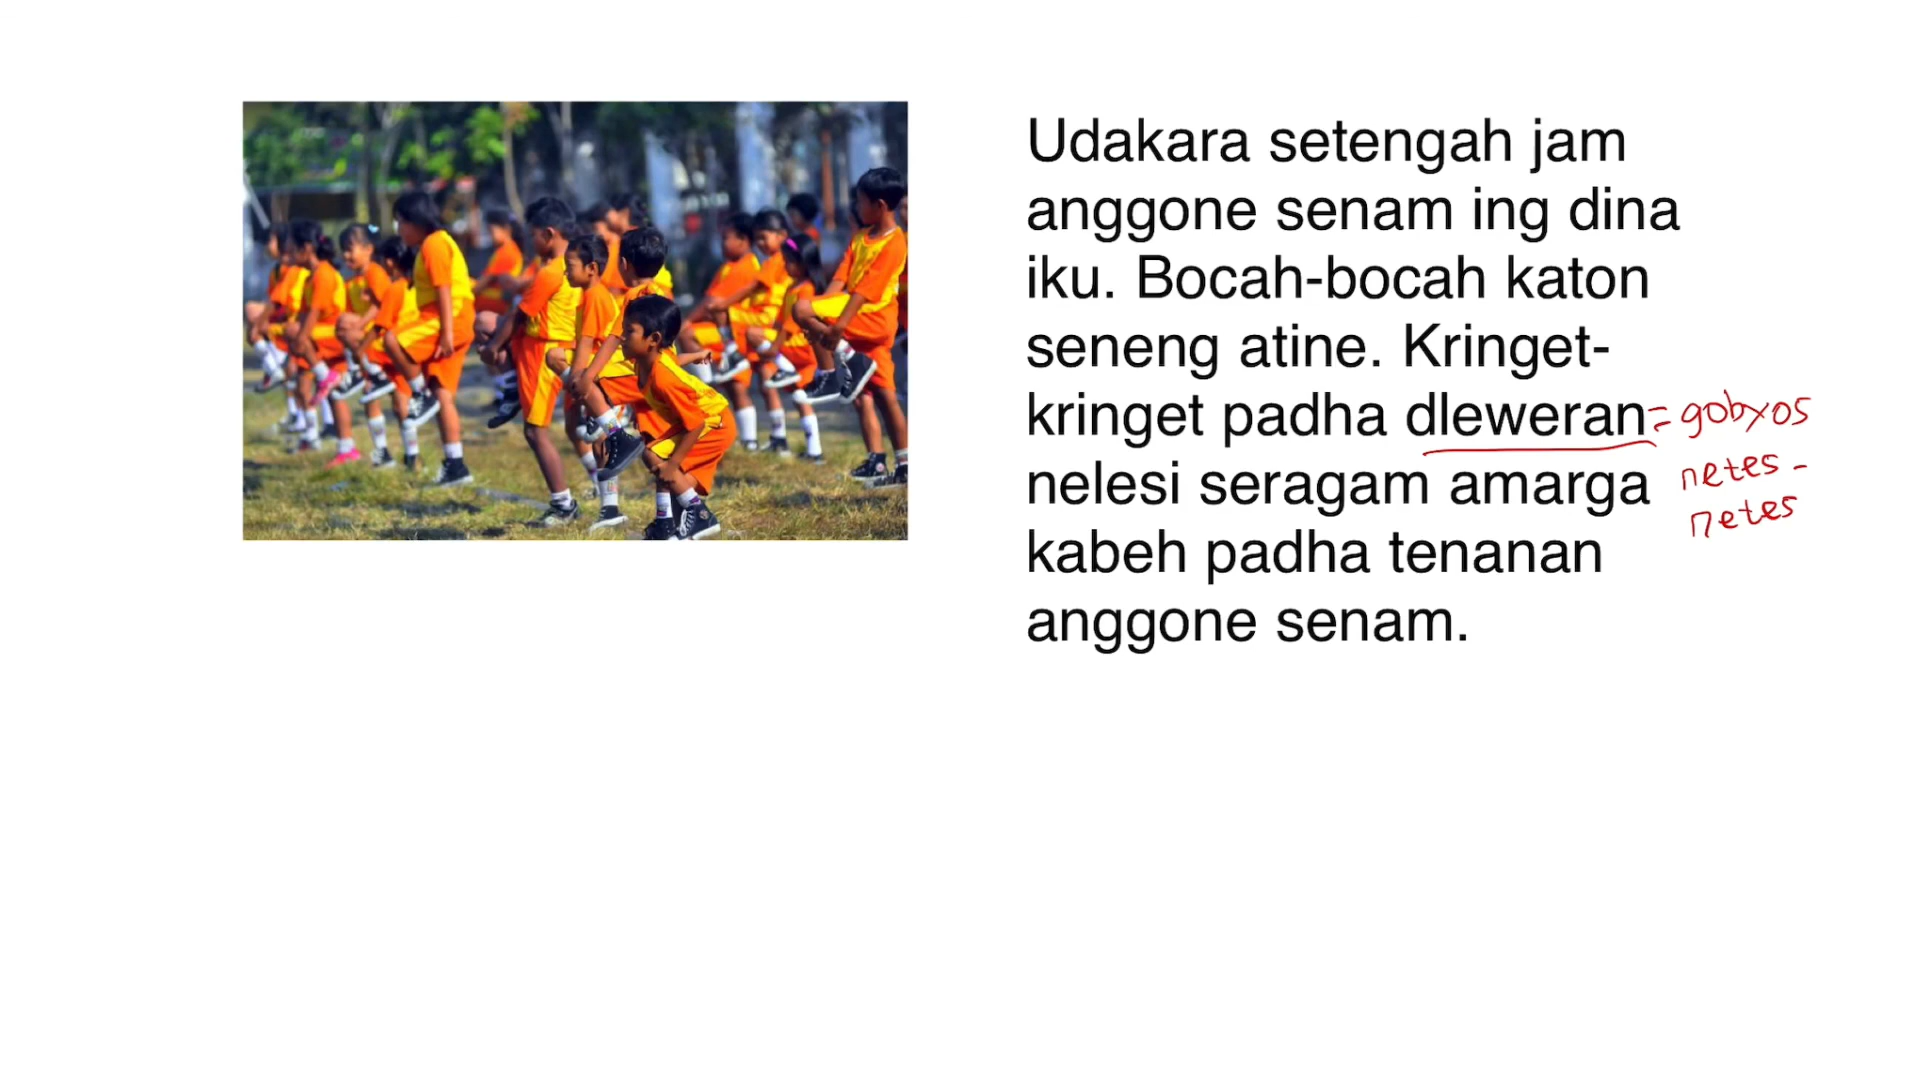 Udakara setengah jam
anggone senam ing dina
iku. Bocah-bocah katon
seneng atine. Kringet-
kringet padha dleweran = gobyos
nelesi seragam amarga netes -
netes
kabeh padha tenanan
anggone senam.